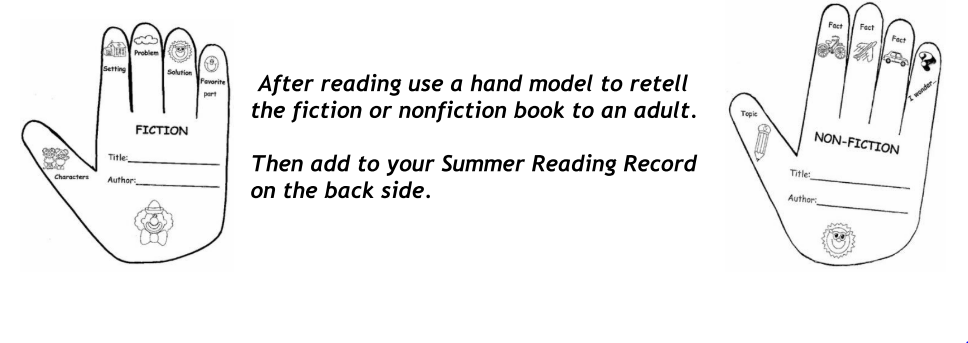 Setting
Problem
Solution
Favorite
part
Characters
FICTION
Title:
Author:
After reading use a hand model to retell
the fiction or nonfiction book to an adult.
Then add to your Summer Reading Record
on the back side.
Topic
Fact
Fact
Fact
I wonder...
NON-FICTION
Title:
Author: